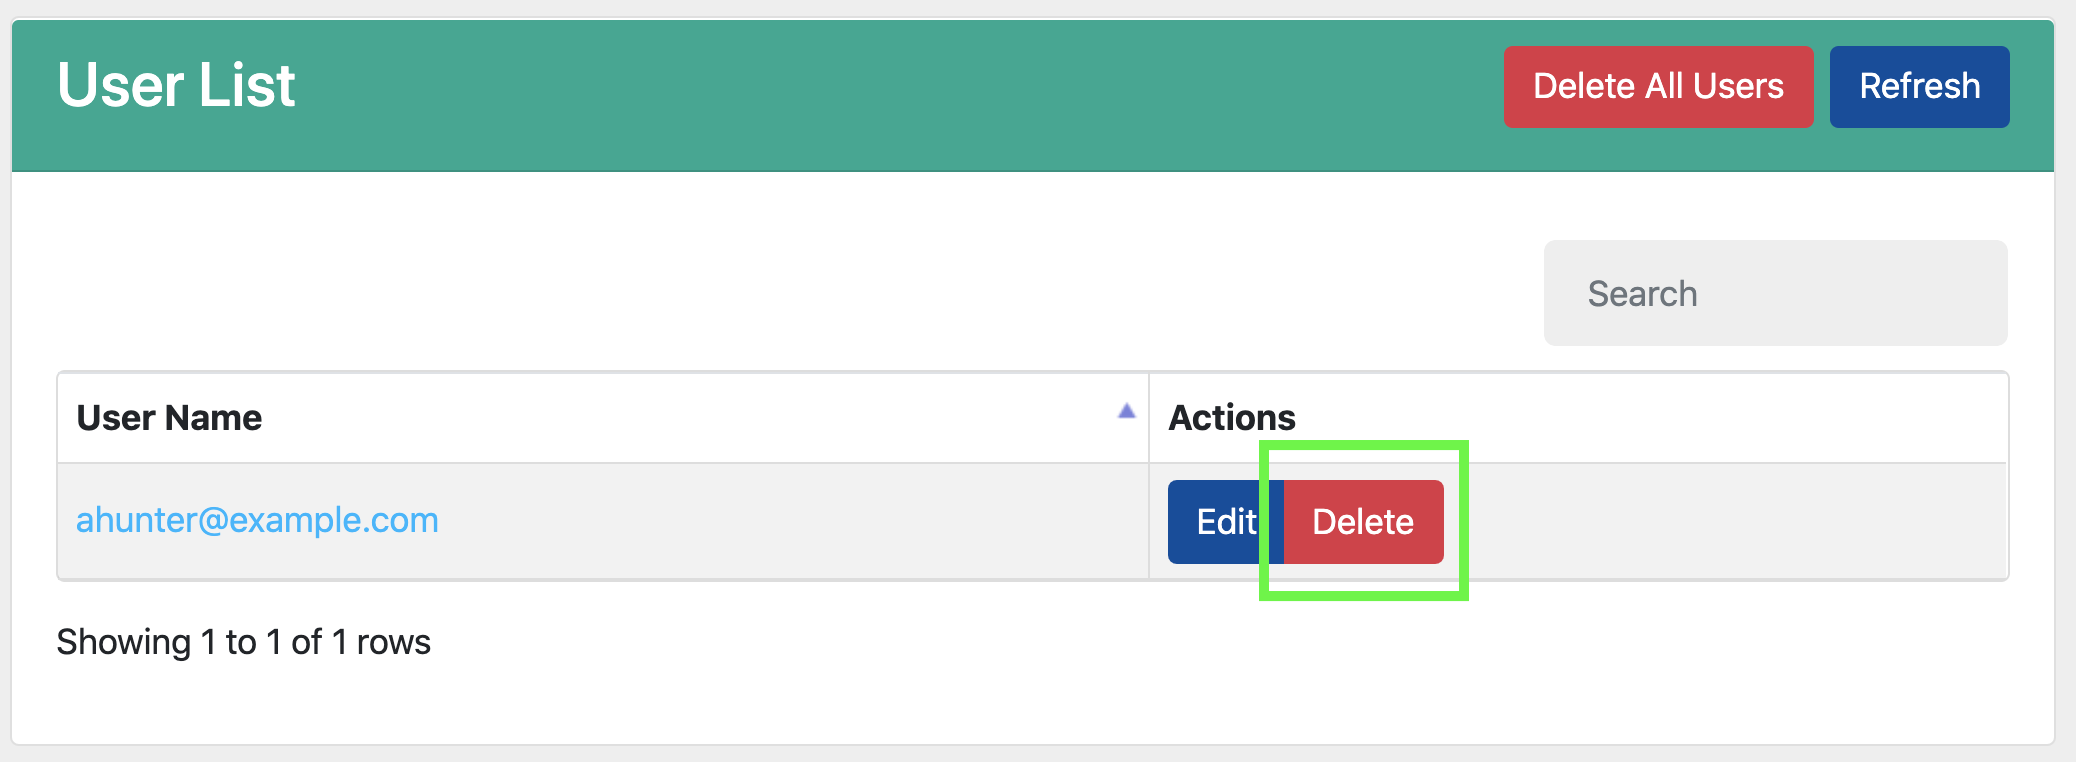 User List
Delete All Users
Refresh
Search
User Name
Actions
ahunter@example.com
Edit
Delete
Showing 1 to 1 of 1 rows